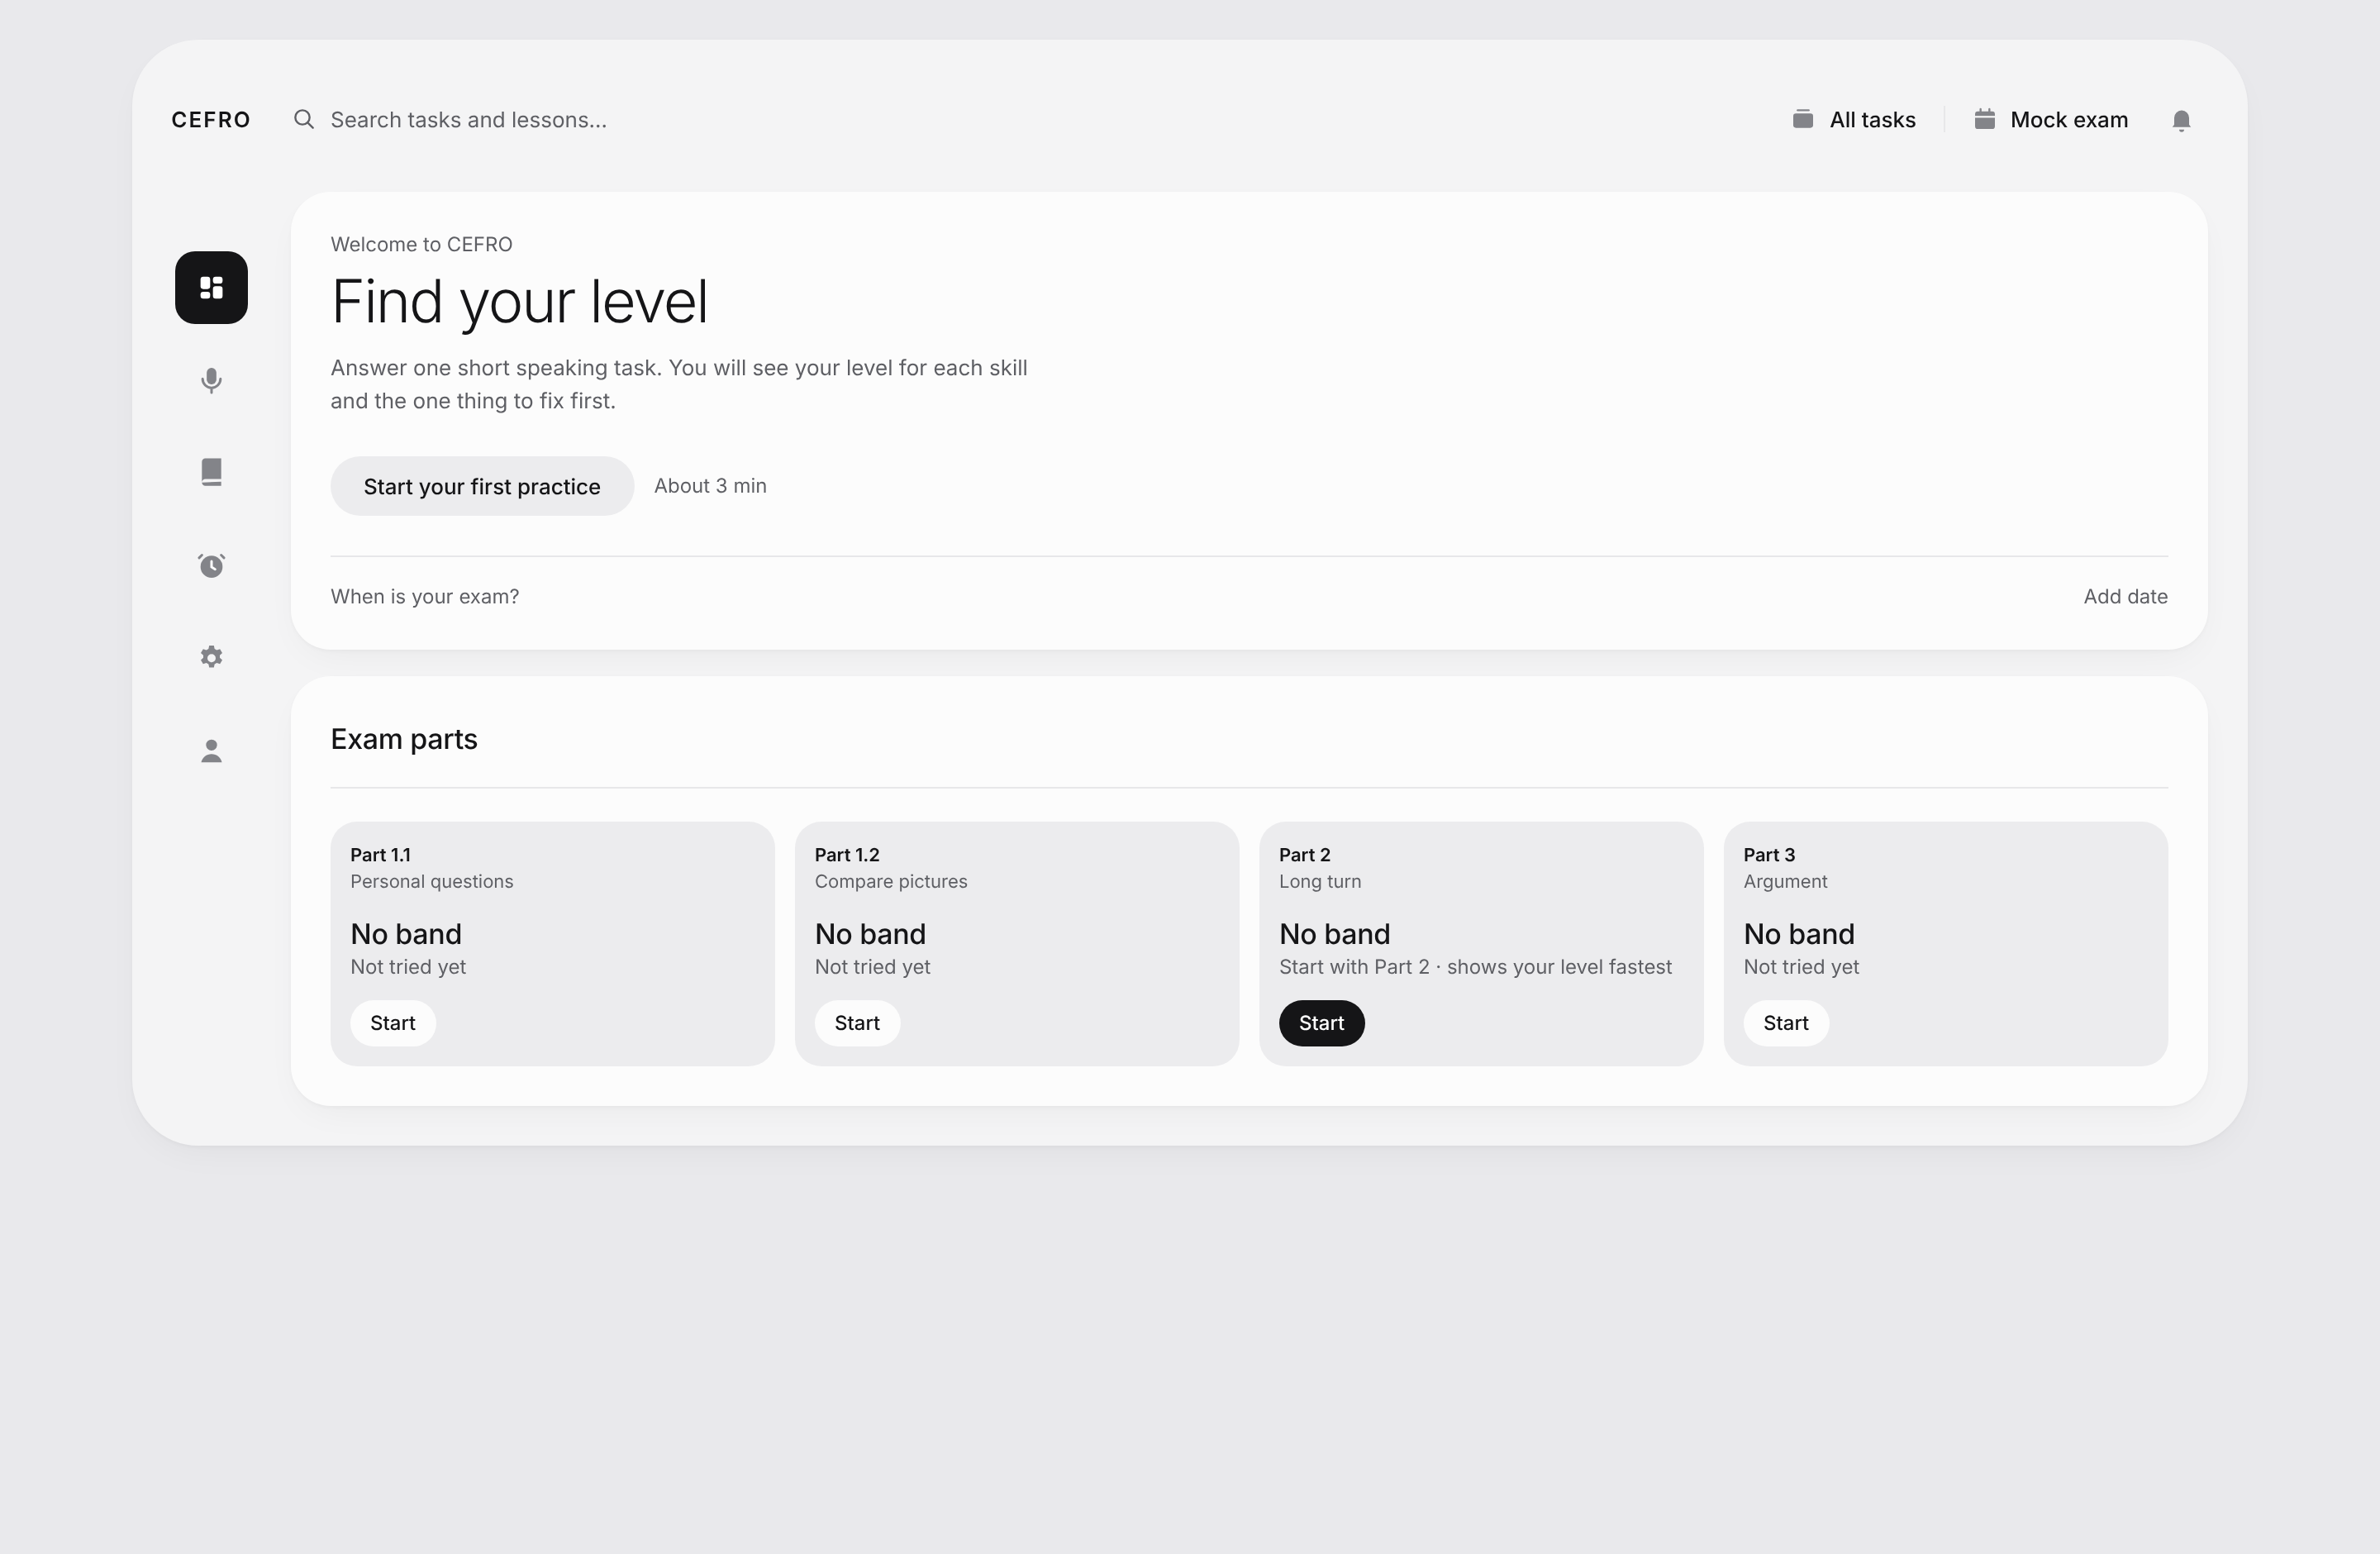 CEFRO
Search tasks and lessons...
All tasks
Mock exam
Welcome to CEFRO
Find your level
Answer one short speaking task. You will see your level for each skill
and the one thing to fix first.
Start your first practice
About 3 min
When is your exam?
Add date
Exam parts
Part 1.1
Personal questions
No band
Not tried yet
Start
Part 1.2
Compare pictures
No band
Not tried yet
Start
Part 2
Long turn
No band
Start with Part 2 · shows your level fastest
Start
Part 3
Argument
No band
Not tried yet
Start